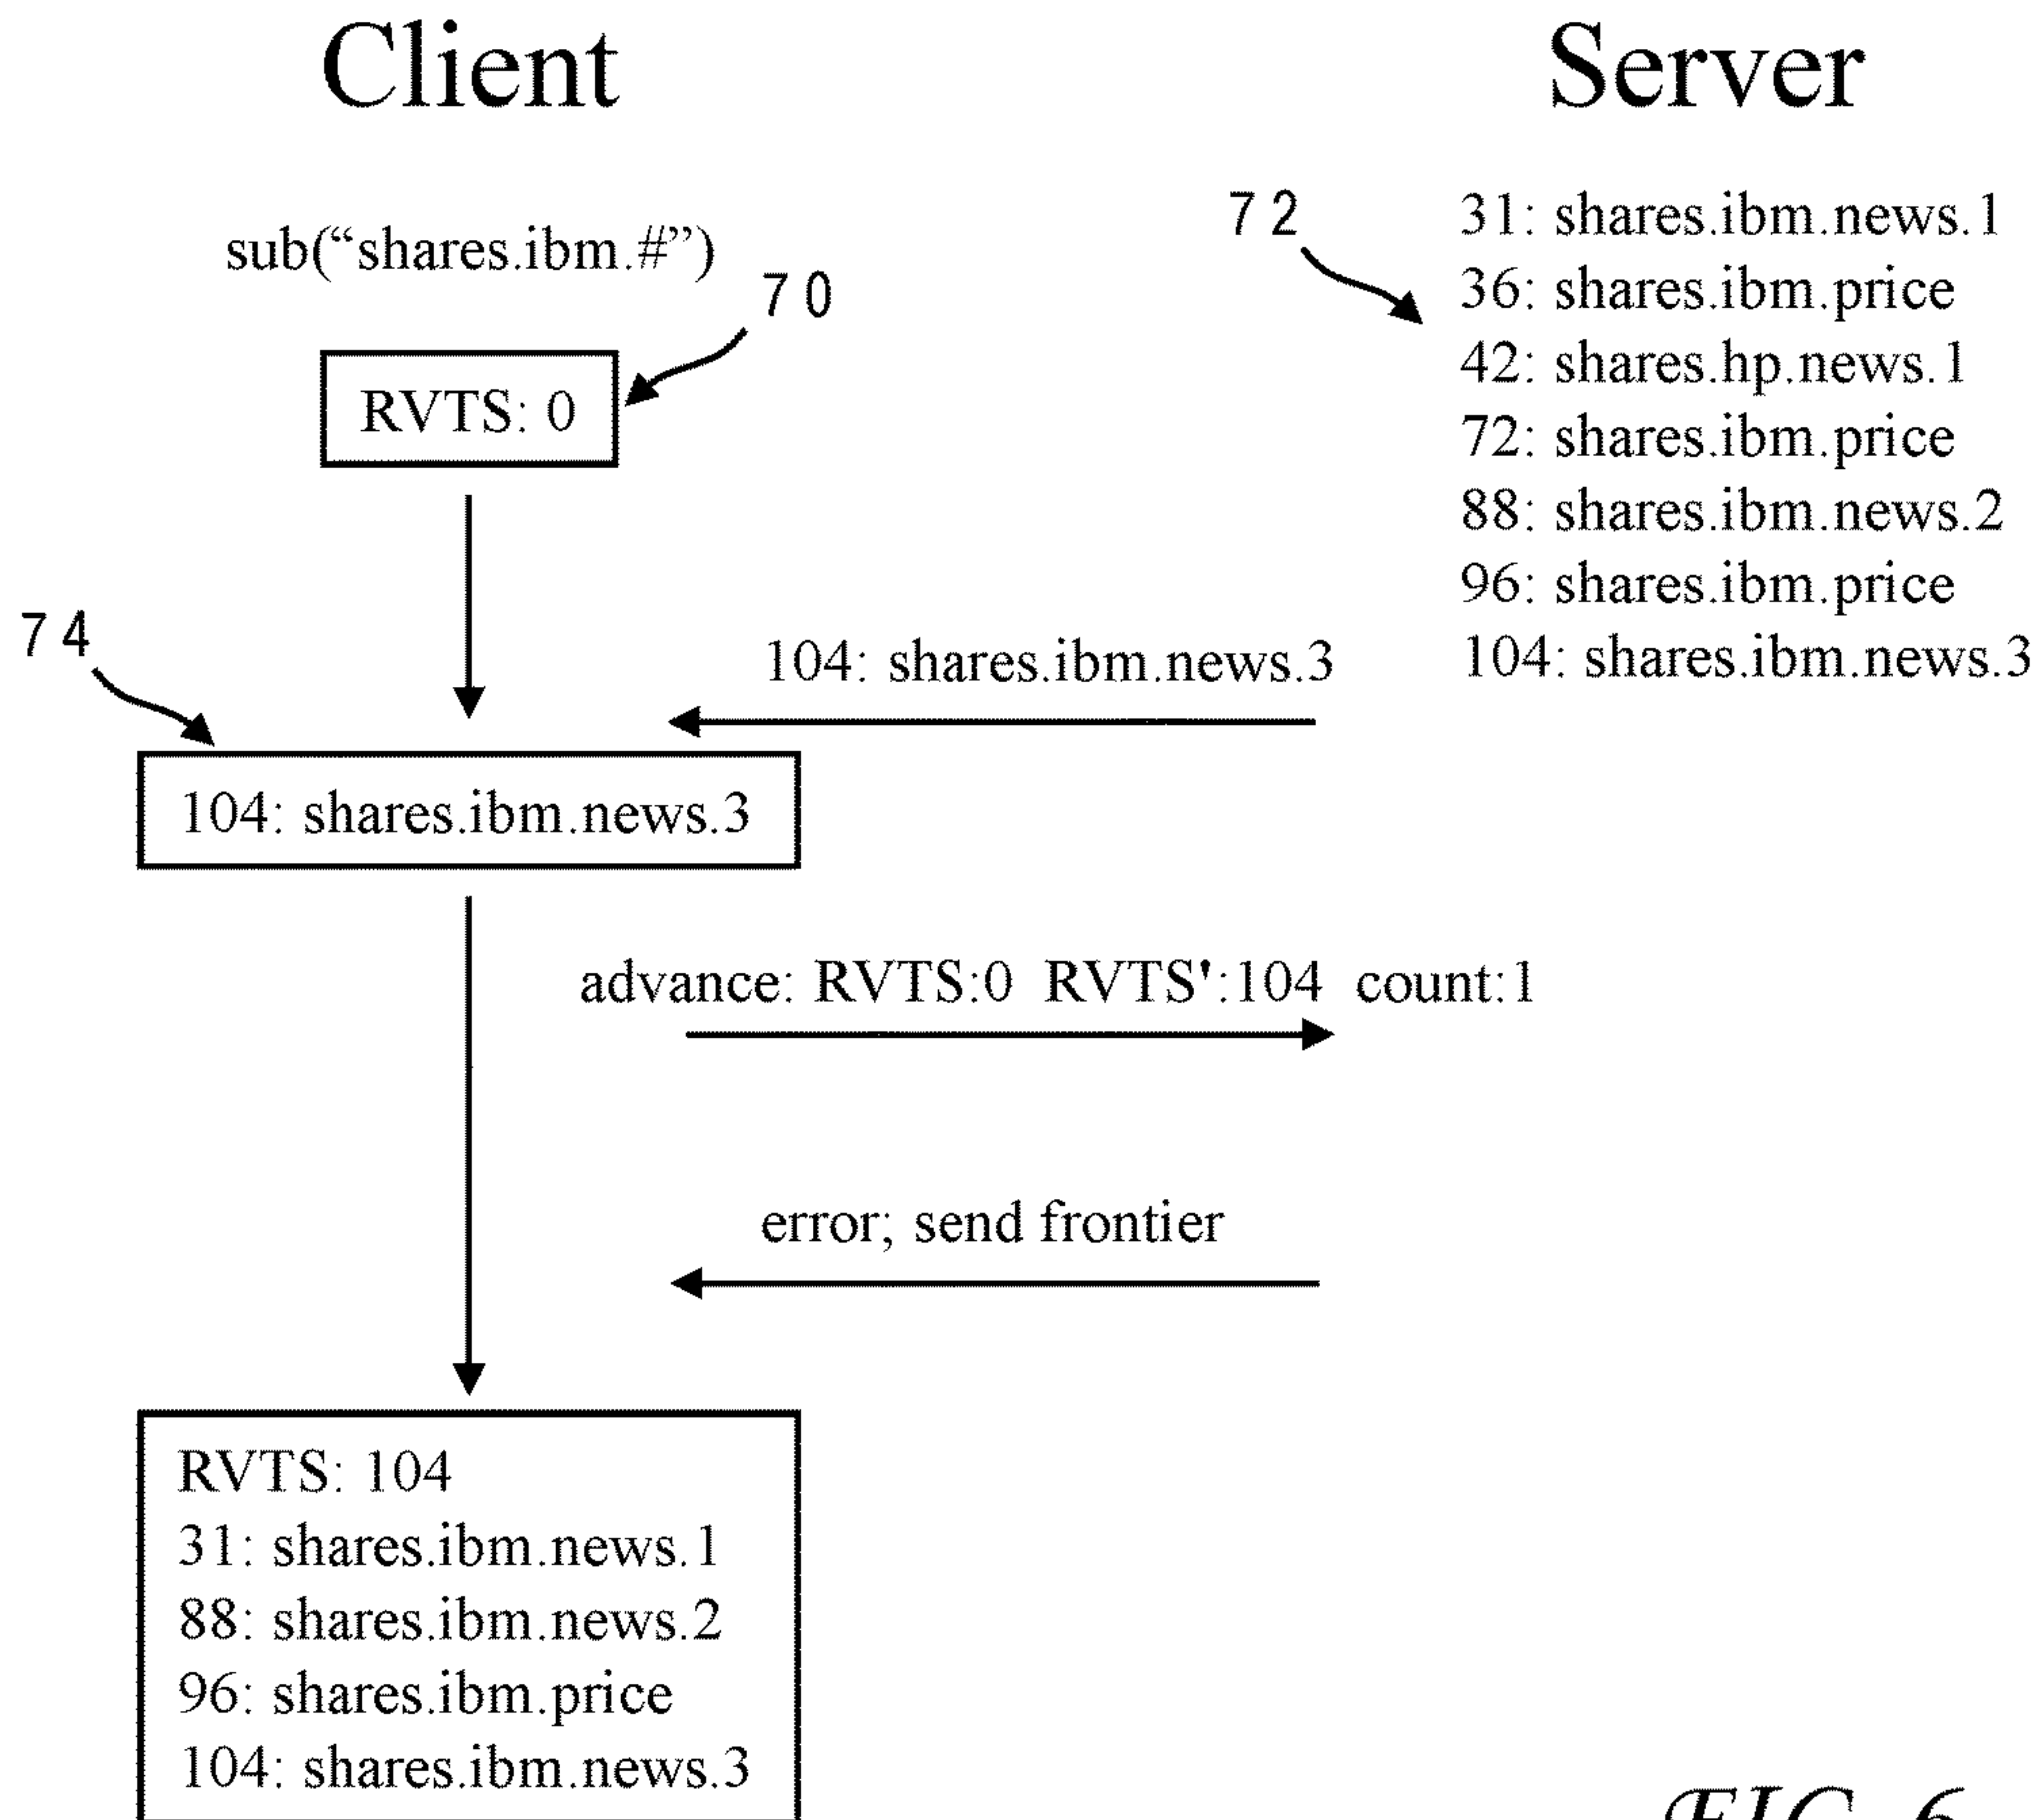 Client
Server
sub(“shares.ibm.#”)
70
RVTS: 0
72
31: shares.ibm.news.1
36: shares.ibm.price
42: shares.hp.news.1
72: shares.ibm.price
88: shares.ibm.news.2
96: shares.ibm.price
104: shares.ibm.news.3
104: shares.ibm.news.3
74
104: shares.ibm.news.3
advance: RVTS:0 RVTS':104 count:1
error; send frontier
RVTS: 104
31: shares.ibm.news.1
88: shares.ibm.news.2
96: shares.ibm.price
104: shares.ibm.news.3
FIG. 6